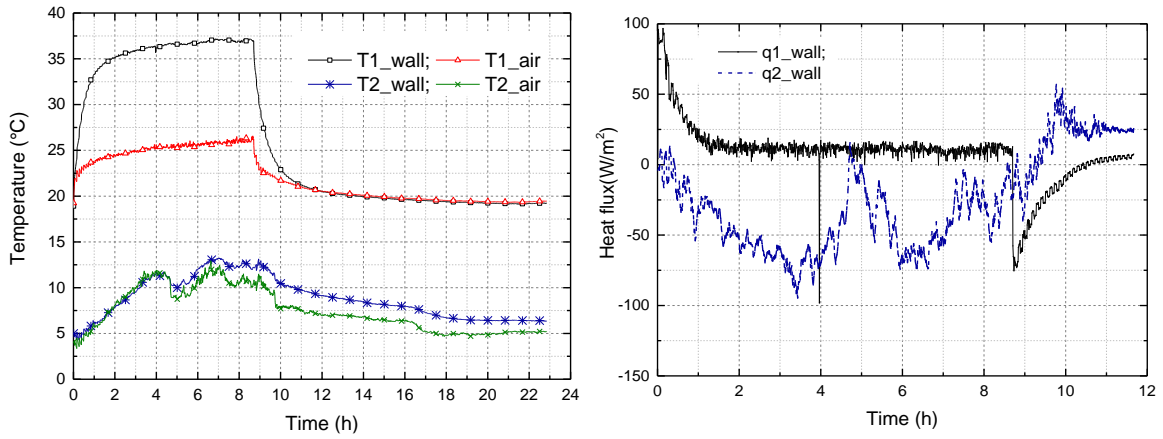 40
35
30
25
20
15
10
5
0
Temperature (°C)
T1_wall; T1_air
T2_wall; T2_air
0 2 4 6 8 10 12 14 16 18 20 22 24
Time (h)
100
50
25
0
-50
-100
-150
Heat flux(W/m²)
q1_wall;
q2_wall
0 2 4 6 8 10 12
Time (h)